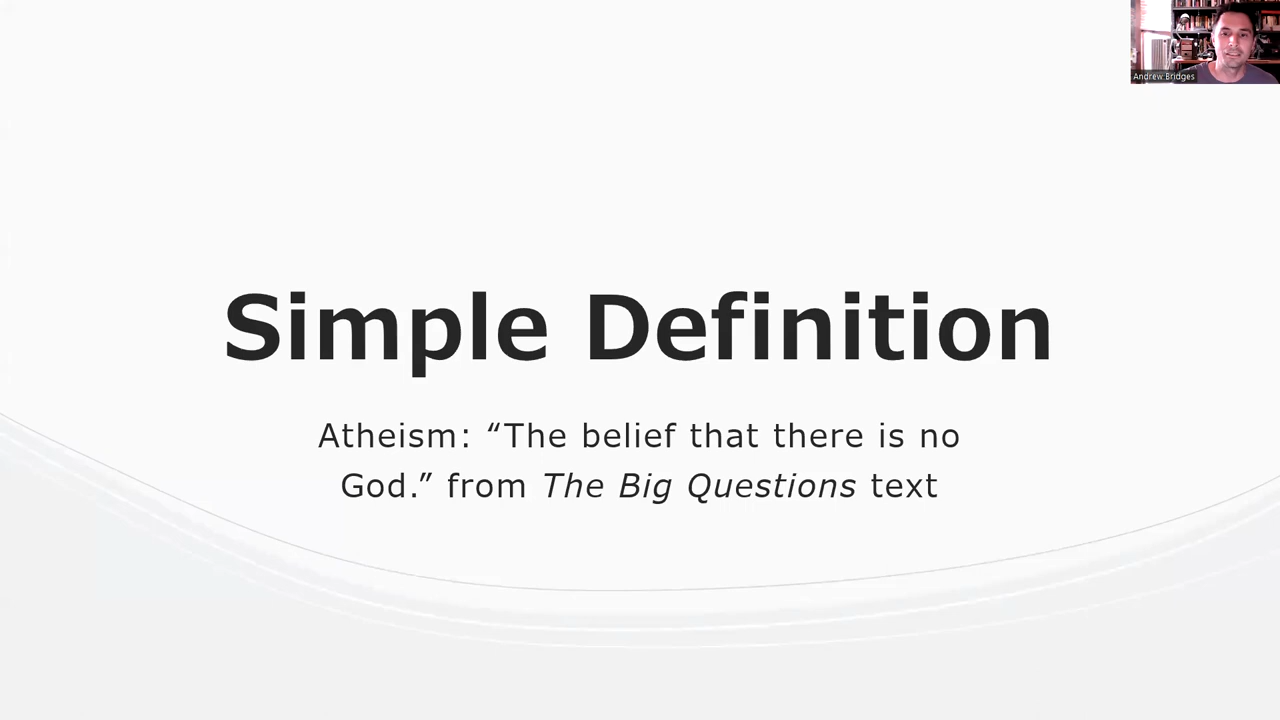 Andrew Bridges
Simple Definition
Atheism: “The belief that there is no
God.” from The Big Questions text